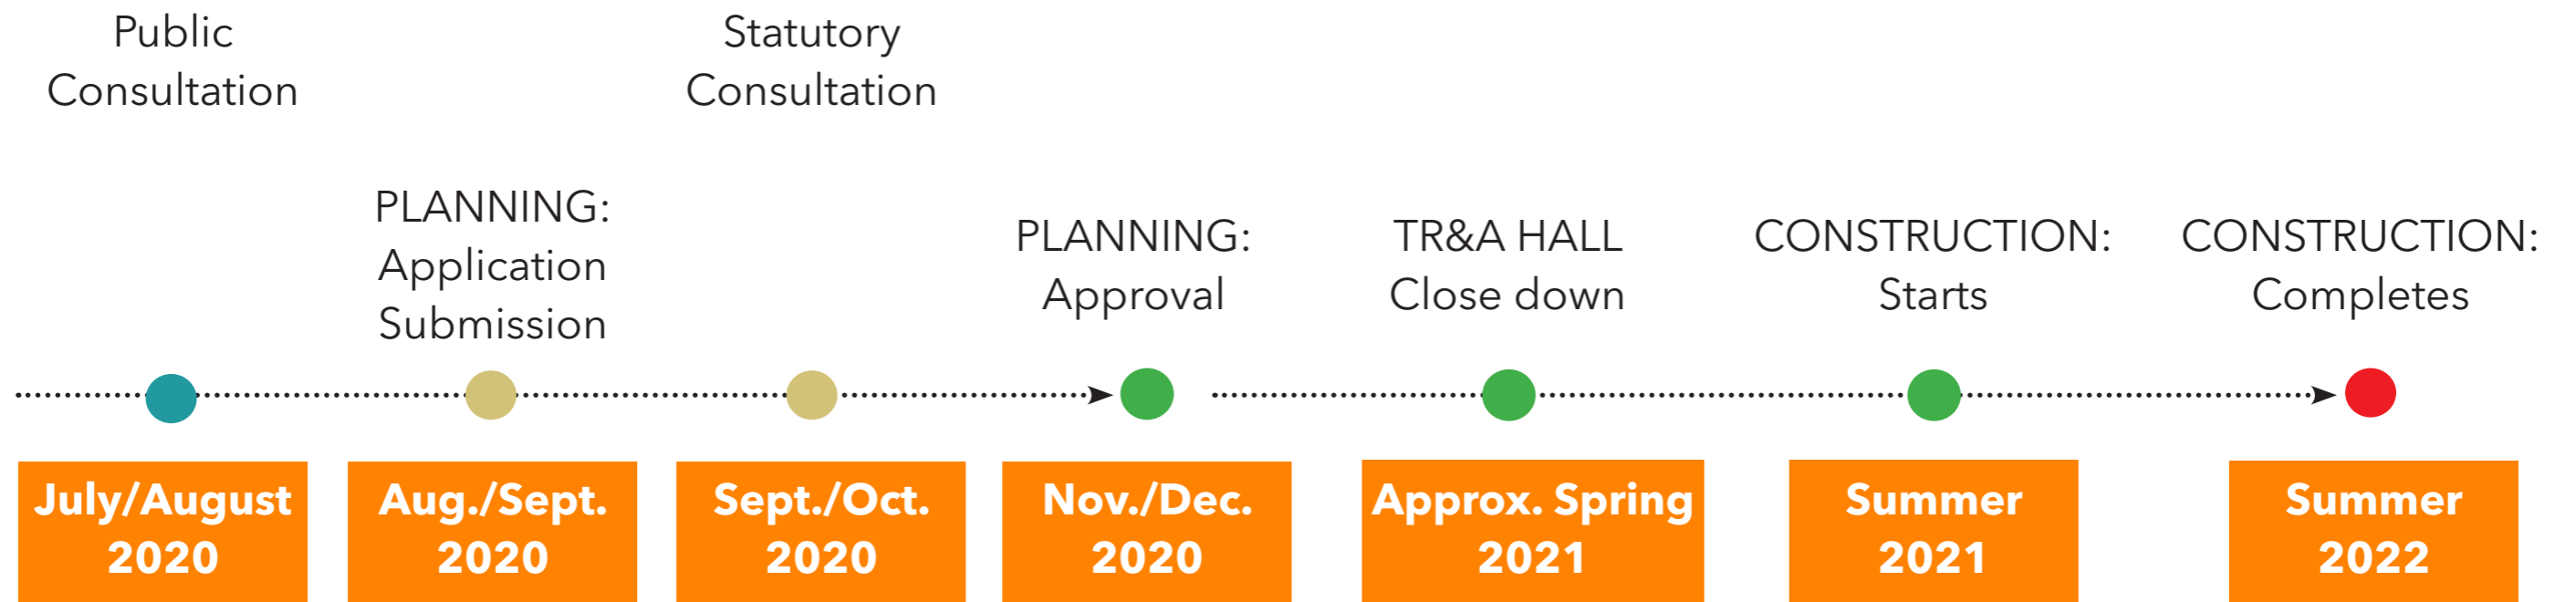 Public
Consultation
PLANNING:
Application
Submission
Statutory
Consultation
PLANNING:
Approval
TR&A HALL
Close down
CONSTRUCTION:
Starts
CONSTRUCTION:
Completes
July/August
2020
Aug./Sept.
2020
Sept./Oct.
2020
Nov./Dec.
2020
Approx. Spring
2021
Summer
2021
Summer
2022